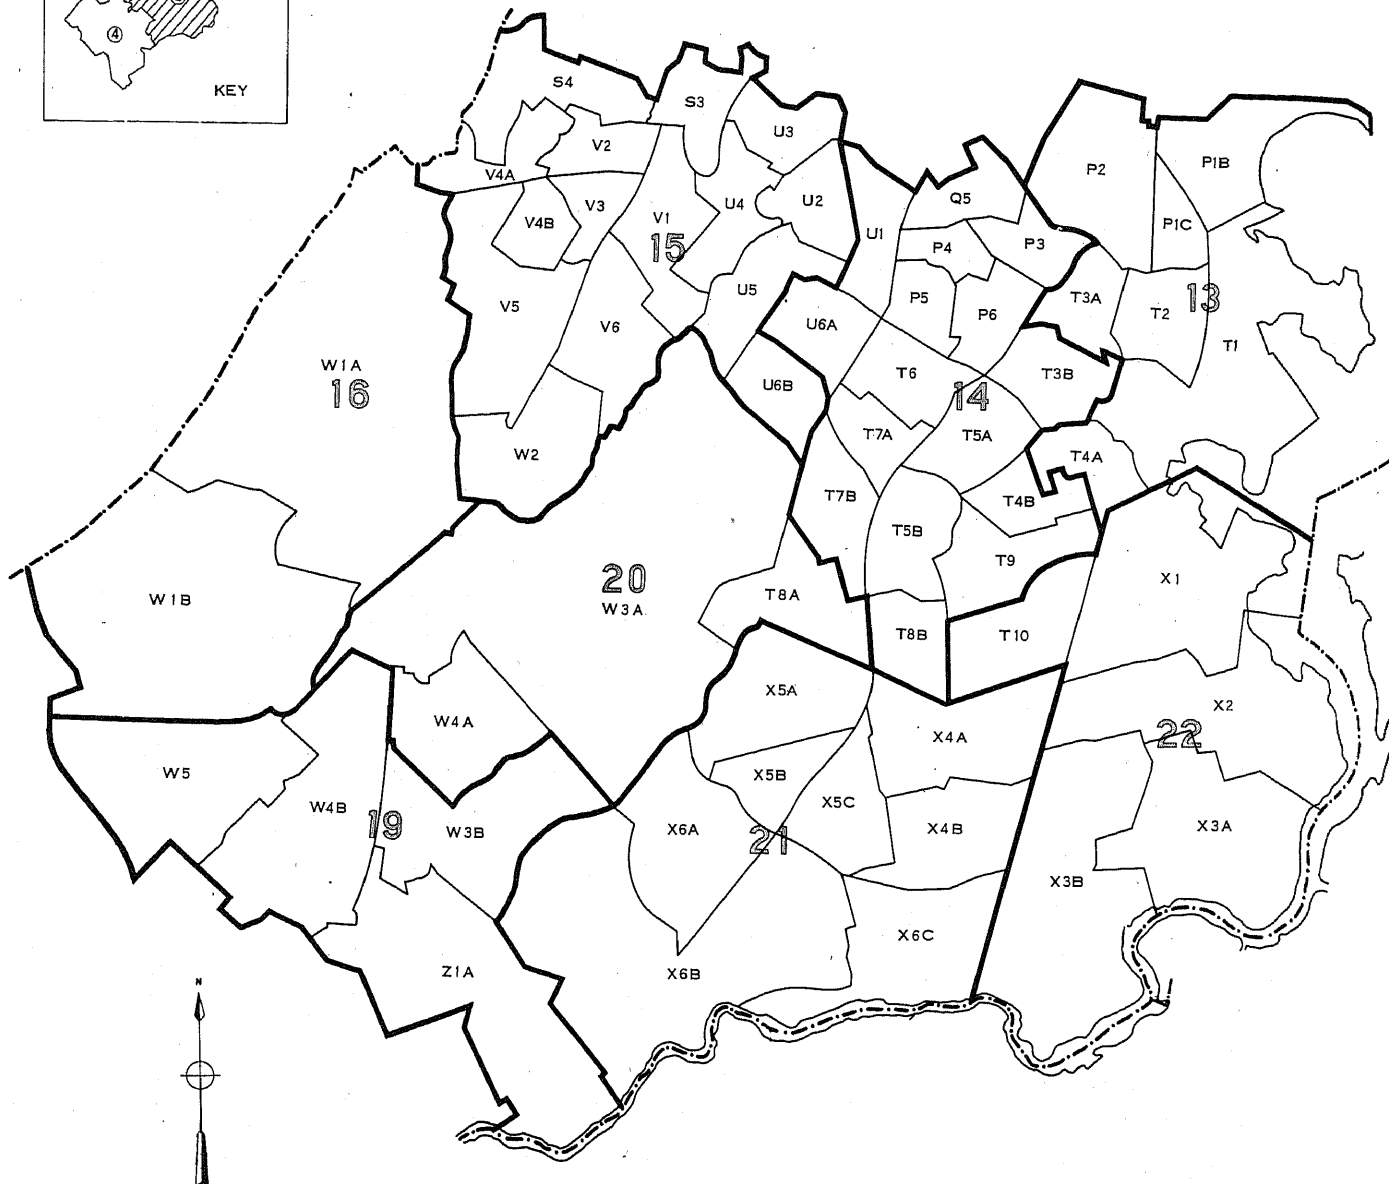 4
KEY
S4
S3
U3
V2
V4A
V3
V4B
V1
U4
U2
15
U1
Q5
P2
P1B
P1C
P4
P3
P5
P6
T3A
T2
13
T1
V5
V6
U5
U6A
U6B
T6
14
T3B
W1A
16
T7A
T5A
W2
T4A
T7B
T4B
T5B
T9
X1
W1B
20
W3A
T8A
T8B
T10
X5A
W4A
X2
22
X4A
W5
X5B
X5C
W4B
19
W3B
X6A
21
X4B
X3A
X3B
X6C
Z1A
X6B
N